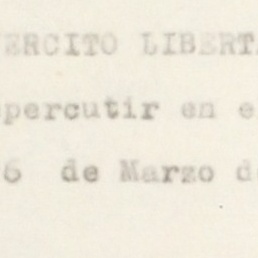 ERCITO LIBERT
percutir en e
6 de Marzo d